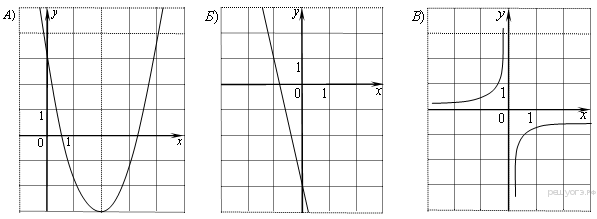 А) y 1 0 1 x
Б) y 1 0 1 x
В) y 1 0 1 x
решуогэ.рф